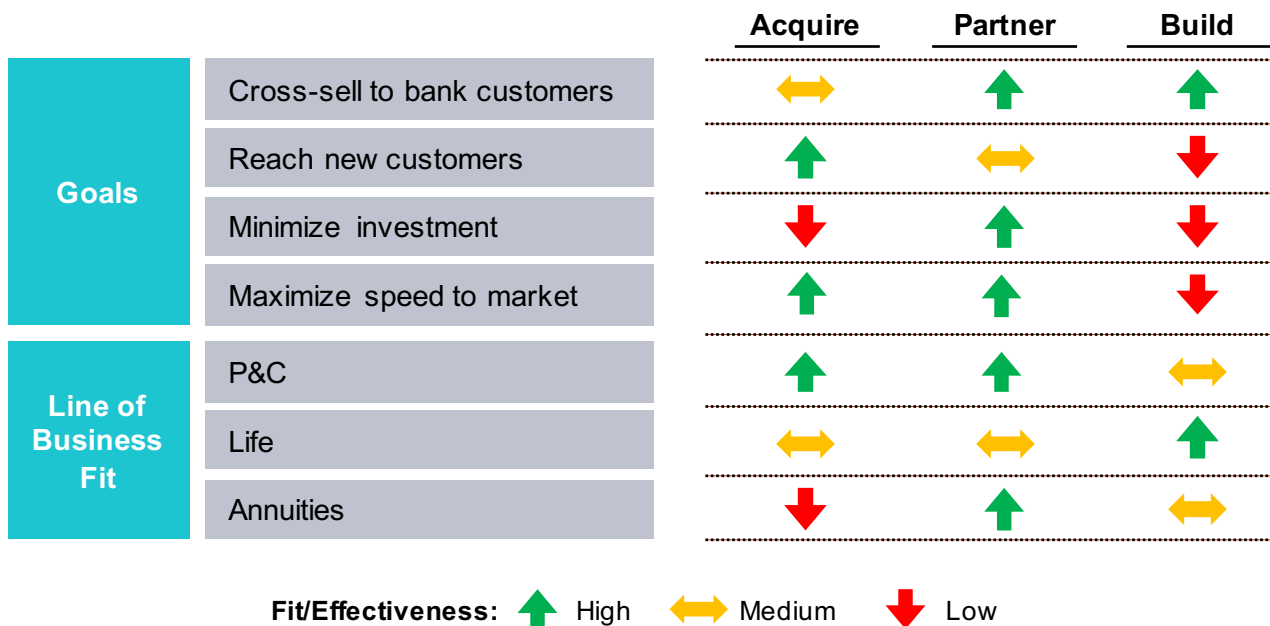 Acquire Partner Build
Goals
Cross-sell to bank customers
Reach new customers
Minimize investment
Maximize speed to market
Line of
Business
Fit
P&C
Life
Annuities
Fit/Effectiveness: High Medium Low